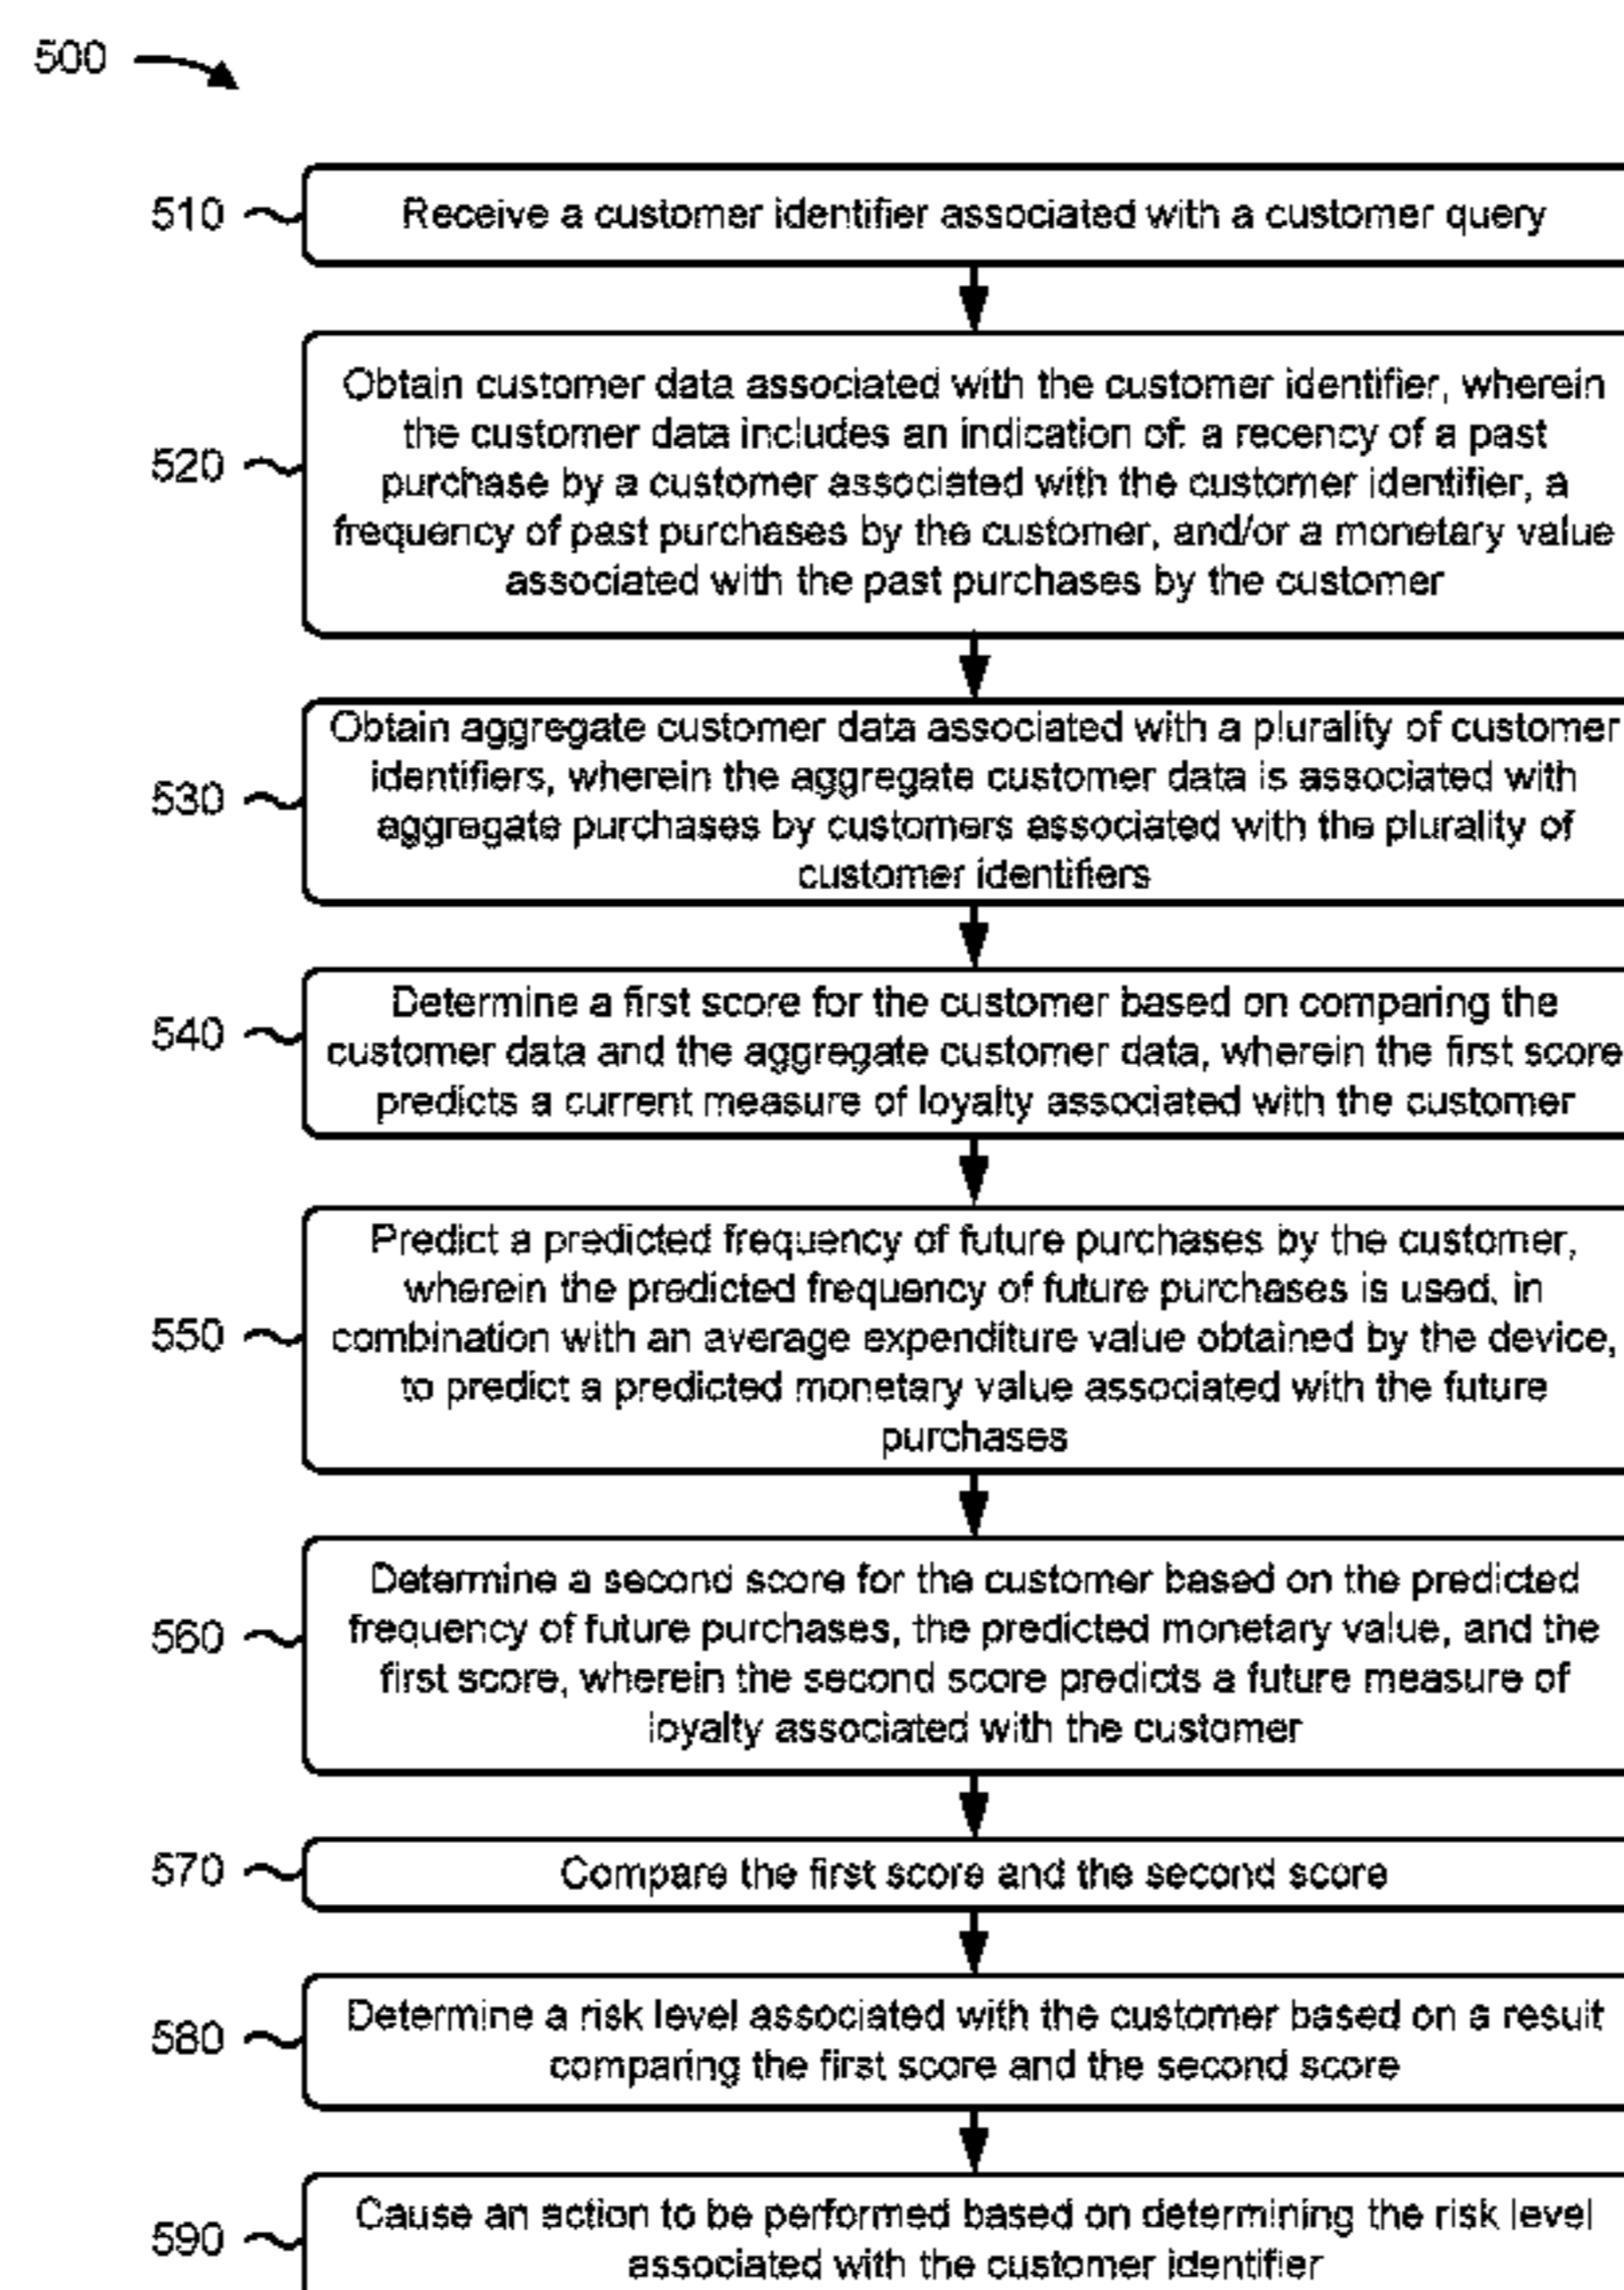 500
510
Receive a customer identifier associated with a customer query
520
Obtain customer data associated with the customer identifier, wherein
the customer data includes an indication of: a recency of a past
purchase by a customer associated with the customer identifier, a
frequency of past purchases by the customer, and/or a monetary value
associated with the past purchases by the customer
530
Obtain aggregate customer data associated with a plurality of customer
identifiers, wherein the aggregate customer data is associated with
aggregate purchases by customers associated with the plurality of
customer identifiers
540
Determine a first score for the customer based on comparing the
customer data and the aggregate customer data, wherein the first score
predicts a current measure of loyalty associated with the customer
550
Predict a predicted frequency of future purchases by the customer,
wherein the predicted frequency of future purchases is used, in
combination with an average expenditure value obtained by the device,
to predict a predicted monetary value associated with the future
purchases
560
Determine a second score for the customer based on the predicted
frequency of future purchases, the predicted monetary value, and the
first score, wherein the second score predicts a future measure of
loyalty associated with the customer
570
Compare the first score and the second score
580
Determine a risk level associated with the customer based on a result
comparing the first score and the second score
590
Cause an action to be performed based on determining the risk level
associated with the customer identifier